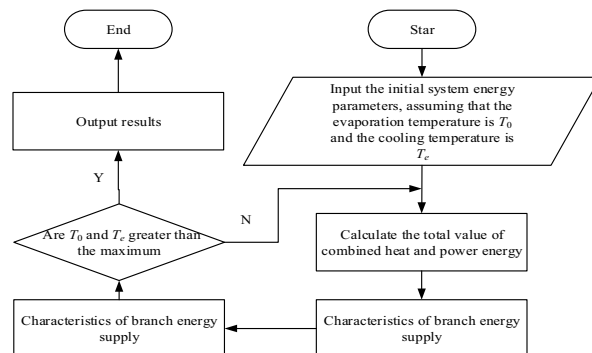 End
Star
Output results
Input the initial system energy
parameters, assuming that the
evaporation temperature is T0
and the cooling temperature is
Te
Y
N
Are T0 and Te greater than
the maximum
Calculate the total value of
combined heat and power energy
Characteristics of branch energy
supply
Characteristics of branch energy
supply